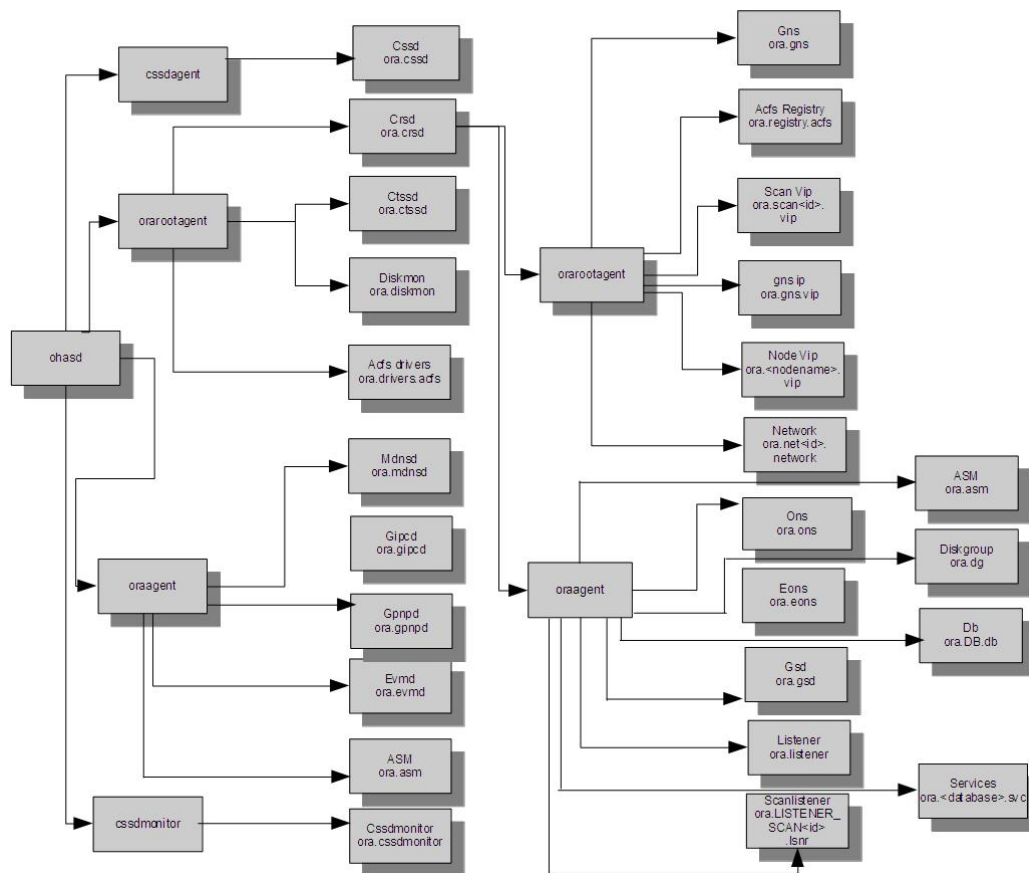 Gns
ora.gns
Cssd
ora.cssd
cssdagent
Acfs Registry
ora.registry.acfs
Crsd
ora.crsd
Scan Vip
ora.scan<id>.
vip
Ctssd
ora.ctssd
orarootagent
orarootagent
gns ip
ora.gns.vip
Diskmon
ora.diskmon
ohasd
Node Vip
ora.<nodename>.
vip
Acfs drivers
ora.drivers.acfs
Network
ora.net<id>.
network
Mdnsd
ora.mdnsd
ASM
ora.asm
Ons
ora.ons
Gipcd
ora.gipcd
Diskgroup
ora.dg
oraagent
oraagent
Eons
ora.eons
Gpnpd
ora.gpnpd
Db
ora.DB.db
Evmd
ora.evmd
Gsd
ora.gsd
Listener
ora.listener
ASM
ora.asm
Services
ora.<database>.svc
cssdmonitor
Cssdmonitor
ora.cssdmonitor
Scanlistener
ora.LISTENER_
SCAN<id>
.lsnr